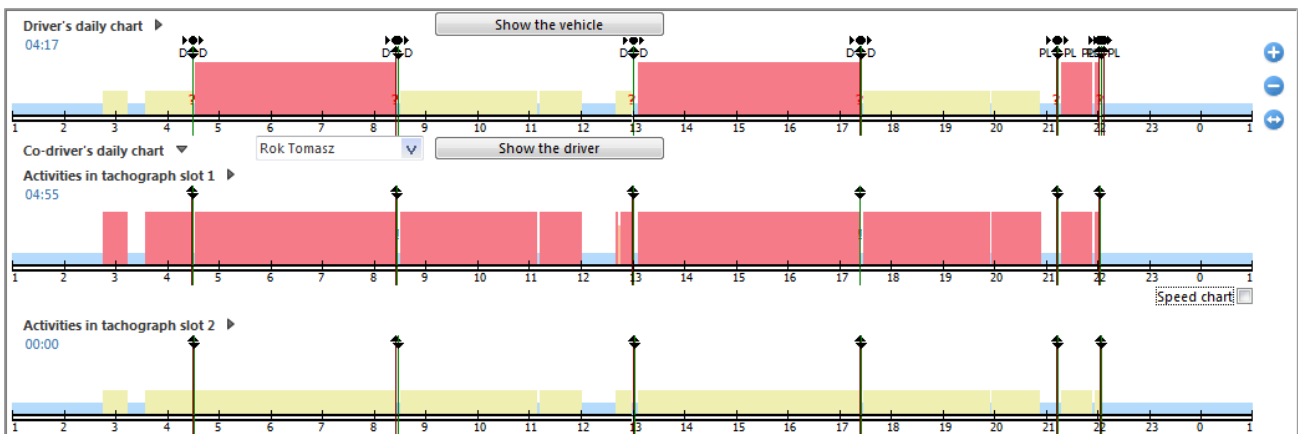 Driver's daily chart Show the vehicle
04:17
D D D D D D D D PL PL PL PL
? ? ? ? ? ?
1 2 3 4 5 6 7 8 9 10 11 12 13 14 15 16 17 18 19 20 21 22 23 0 1
Co-driver's daily chart Rok Tomasz Show the driver
Activities in tachograph slot 1
04:55
1 2 3 4 5 6 7 8 9 10 11 12 13 14 15 16 17 18 19 20 21 22 23 0 1
Speed chart
Activities in tachograph slot 2
00:00
1 2 3 4 5 6 7 8 9 10 11 12 13 14 15 16 17 18 19 20 21 22 23 0 1